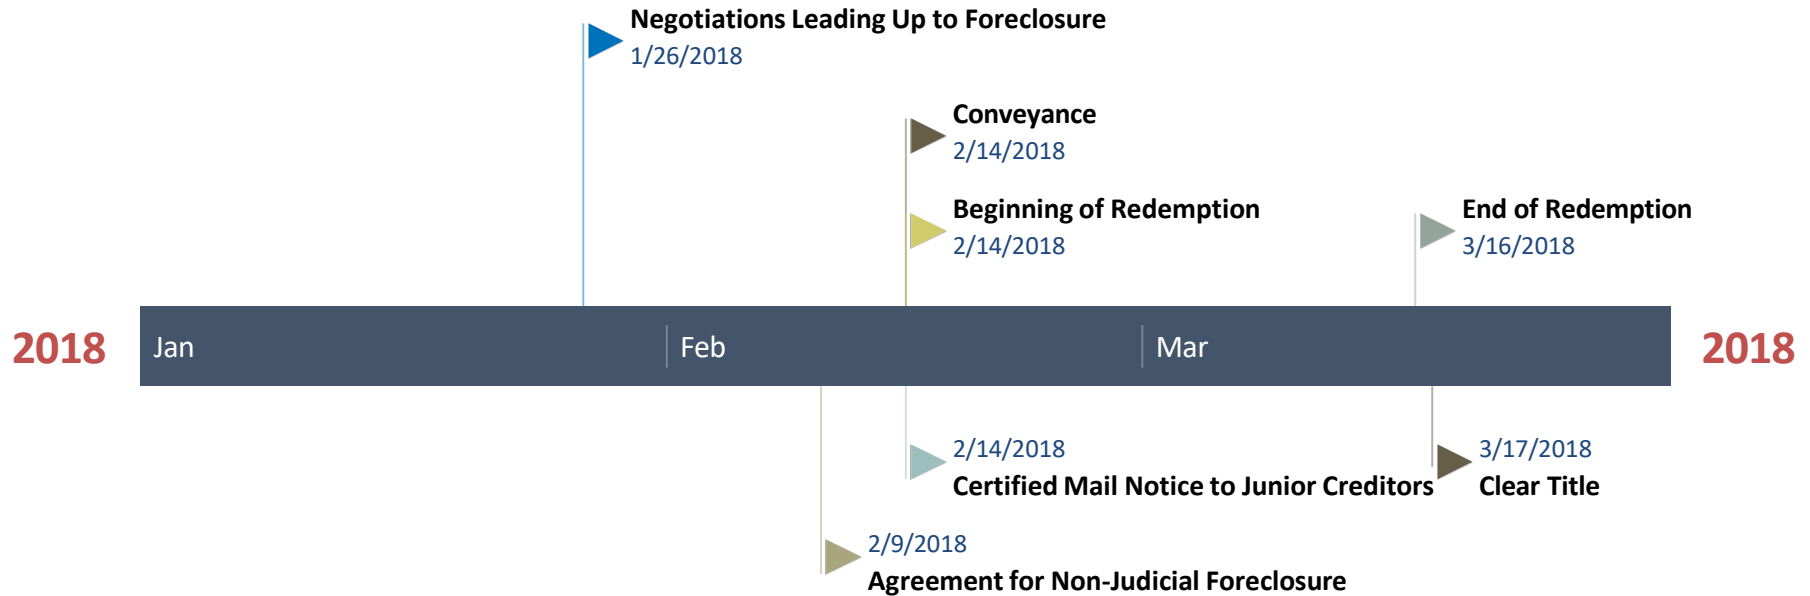 Negotiations Leading Up to Foreclosure
1/26/2018
Conveyance
2/14/2018
Beginning of Redemption
2/14/2018
End of Redemption
3/16/2018
2018
Jan
Feb
Mar
2018
2/14/2018
Certified Mail Notice to Junior Creditors
3/17/2018
Clear Title
2/9/2018
Agreement for Non-Judicial Foreclosure